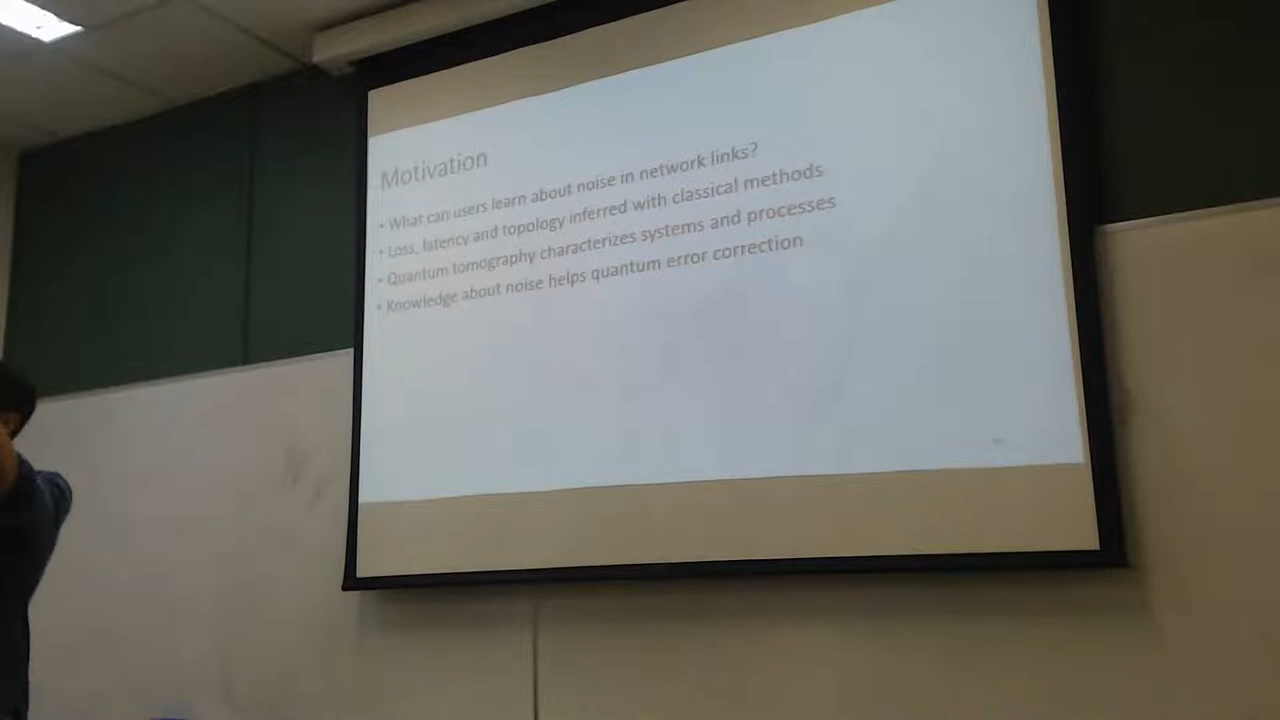 Motivation
• What can users learn about noise in network links?
• Loss, latency and topology inferred with classical methods
• Quantum tomography characterizes systems and processes
• Knowledge about noise helps quantum error correction